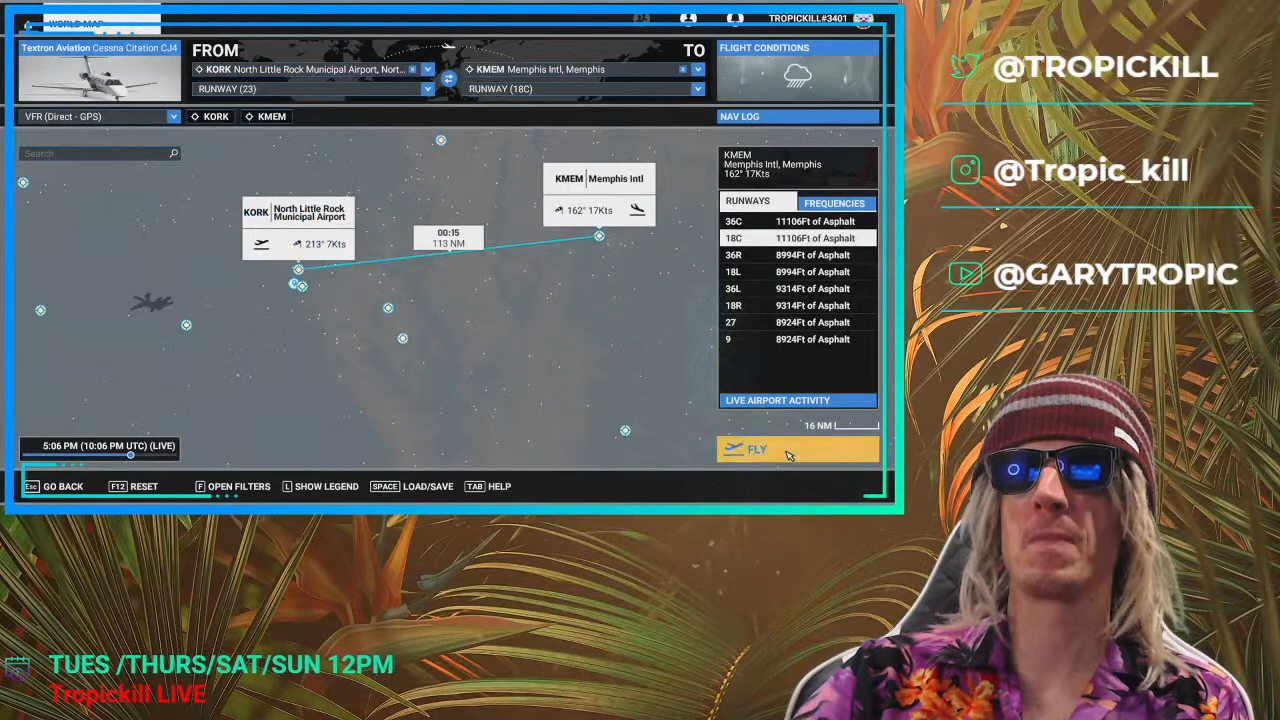 WORLD MAP
TROPICKILL#3401
Textron Aviation Cessna Citation CJ4
FROM
TO
KORK North Little Rock Municipal Airport, Nort...
KMEM Memphis Intl, Memphis
RUNWAY (23)
RUNWAY (18C)
FLIGHT CONDITIONS
VFR (Direct - GPS)
KORK
KMEM
NAV LOG
Search
KORK North Little Rock
Municipal Airport
213° 7Kts
00:15
113 NM
KMEM Memphis Intl
162° 17Kts
KMEM
Memphis Intl, Memphis
162° 17Kts
RUNWAYS FREQUENCIES
36C 11106Ft of Asphalt
18C 11106Ft of Asphalt
36R 8994Ft of Asphalt
18L 8994Ft of Asphalt
36L 9314Ft of Asphalt
18R 9314Ft of Asphalt
27 8924Ft of Asphalt
9 8924Ft of Asphalt
LIVE AIRPORT ACTIVITY
16 NM
5:06 PM (10:06 PM UTC) (LIVE)
FLY
Esc GO BACK
F12 RESET
F OPEN FILTERS
L SHOW LEGEND
SPACE LOAD/SAVE
TAB HELP
@TROPICKILL
@Tropic_kill
@GARYTROPIC
TUES /THURS/SAT/SUN 12PM
Tropickill LIVE